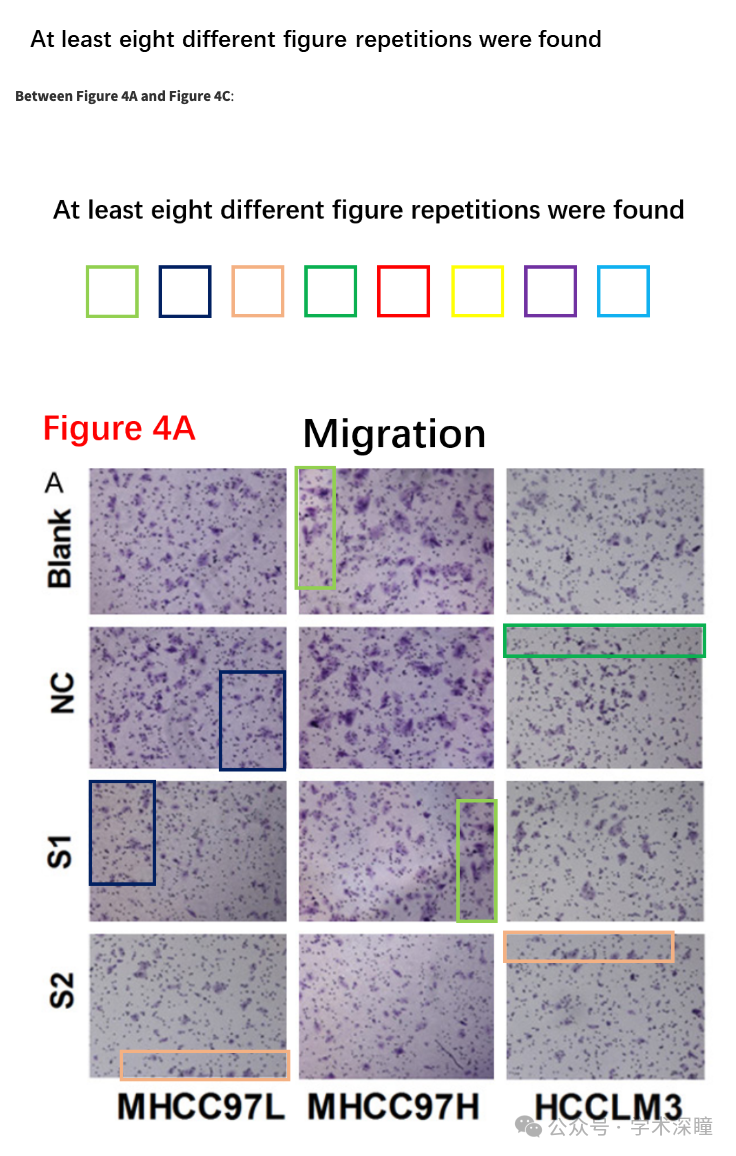 At least eight different figure repetitions were found
Between Figure 4A and Figure 4C:
At least eight different figure repetitions were found
Figure 4A
Migration
A
Blank
NC
S1
S2
MHCC97L MHCC97H HCCLM3
公众号 · 学术深瞳